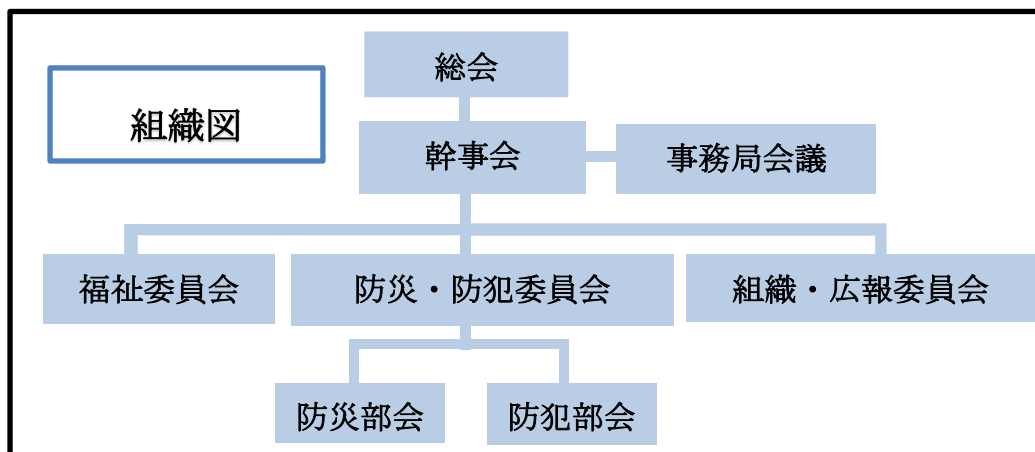 総会
組織図
幹事会
事務局会議
福祉委員会
防災・防犯委員会
組織・広報委員会
防災部会
防犯部会